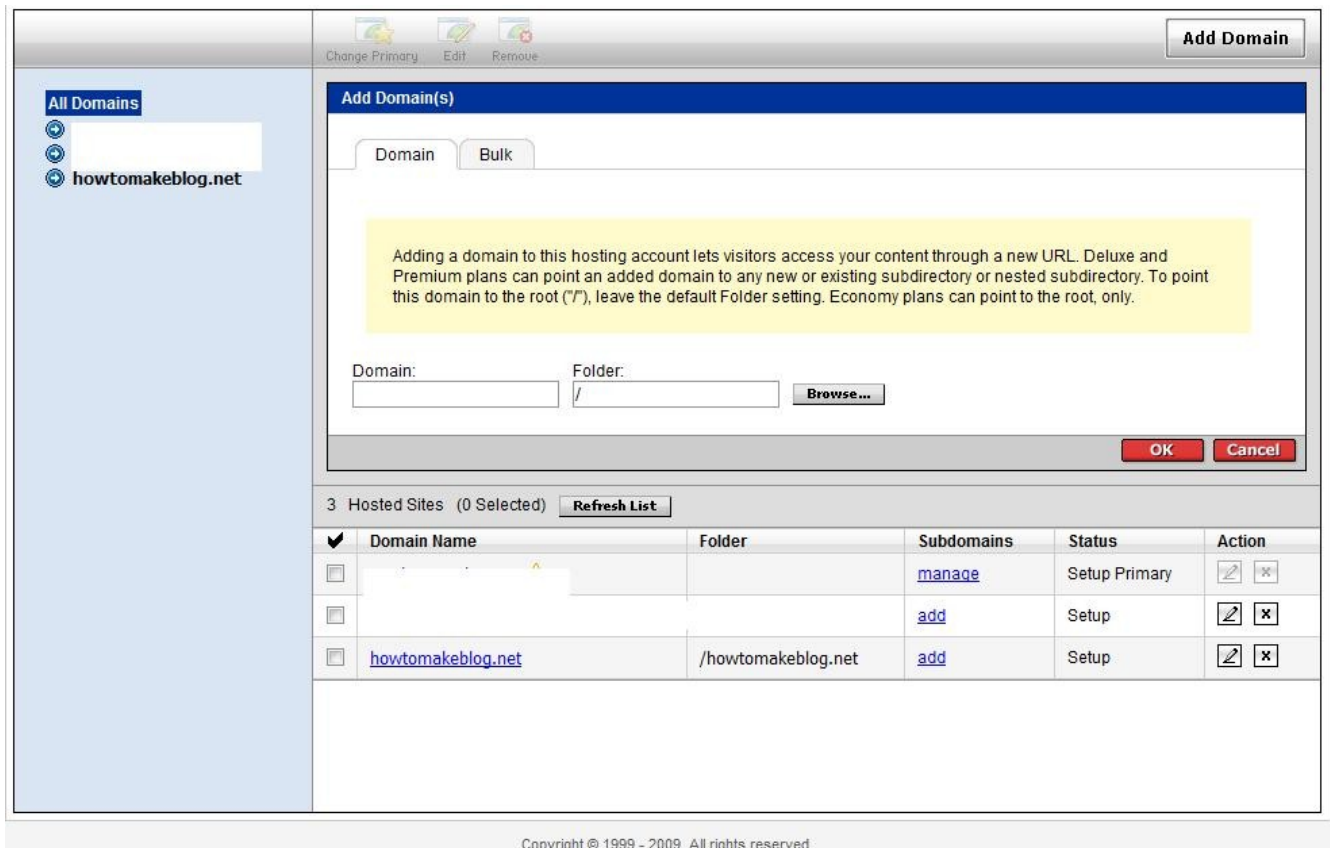 Change Primary Edit Remove
Add Domain
All Domains
howtomakeblog.net
Add Domain(s)
Domain Bulk
Adding a domain to this hosting account lets visitors access your content through a new URL. Deluxe and
Premium plans can point an added domain to any new or existing subdirectory or nested subdirectory. To point
this domain to the root ("/"), leave the default Folder setting. Economy plans can point to the root, only.
Domain: Folder:
/ Browse...
OK Cancel
3 Hosted Sites (0 Selected) Refresh List
Domain Name Folder Subdomains Status Action
manage Setup Primary
add Setup
howtomakeblog.net /howtomakeblog.net add Setup
Copyright © 1999 - 2009. All rights reserved.